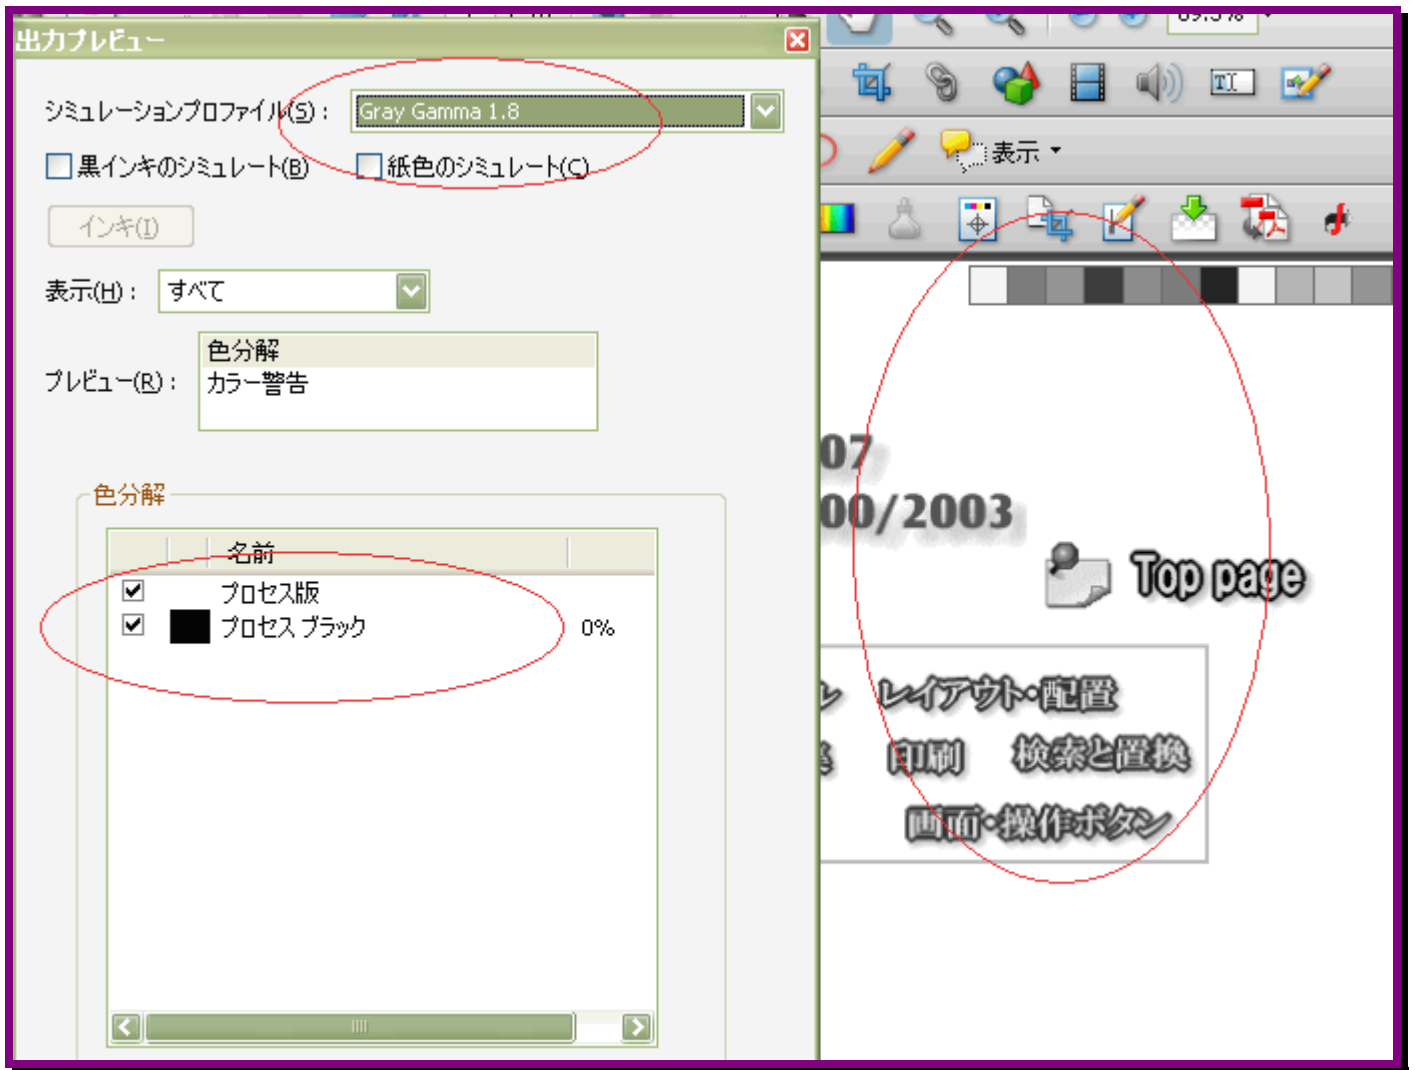 出力プレビュー
シミュレーションプロファイル(S)： Gray Gamma 1.8
黒インキのシミュレート(B) 紙色のシミュレート(C)
インキ(I)
表示(H)： すべて
プレビュー(R)： 色分解
カラー警告
色分解
名前
プロセス版
プロセス ブラック 0%
表示
07
00/2003
Top page
ル レイアウト・配置
印刷 検索と置換
画面・操作ボタン